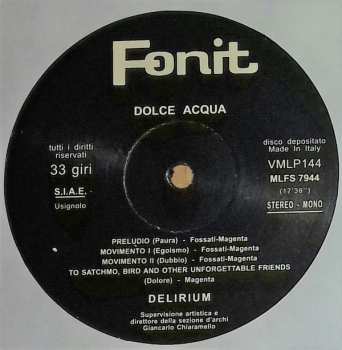 Fonit
DOLCE ACQUA
tutti i diritti
riservati
33 giri
S.I.A.E. -
Usignolo
disco depositato
Made In Italy
VMLP144
MLFS 7944
(17'36")
STEREO - MONO
PRELUDIO (Paura) - Fossati-Magenta
MOVIMENTO I (Egoismo) - Fossati-Magenta
MOVIMENTO II (Dubbio) - Fossati-Magenta
TO SATCHMO, BIRD AND OTHER UNFORGETTABLE FRIENDS
(Dolore) - Magenta
DELIRIUM
Supervisione artistica e
direttore della sezione d'archi
Giancarlo Chiaramello